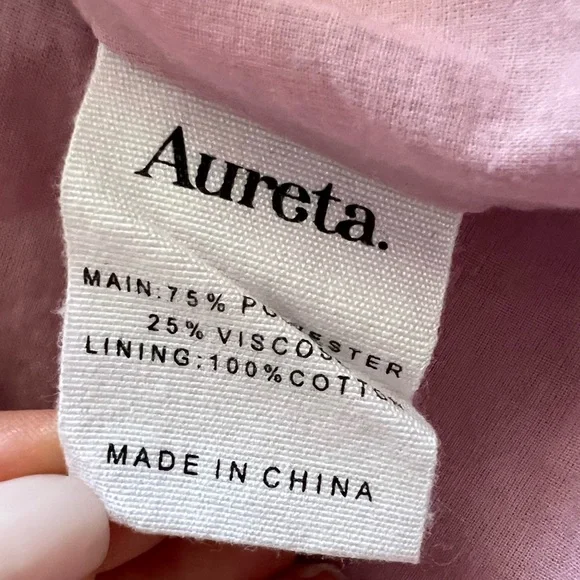 Aureta.
MAIN:75% POLYESTER
25% VISCOSE
LINING:100%COTTON
MADE IN CHINA